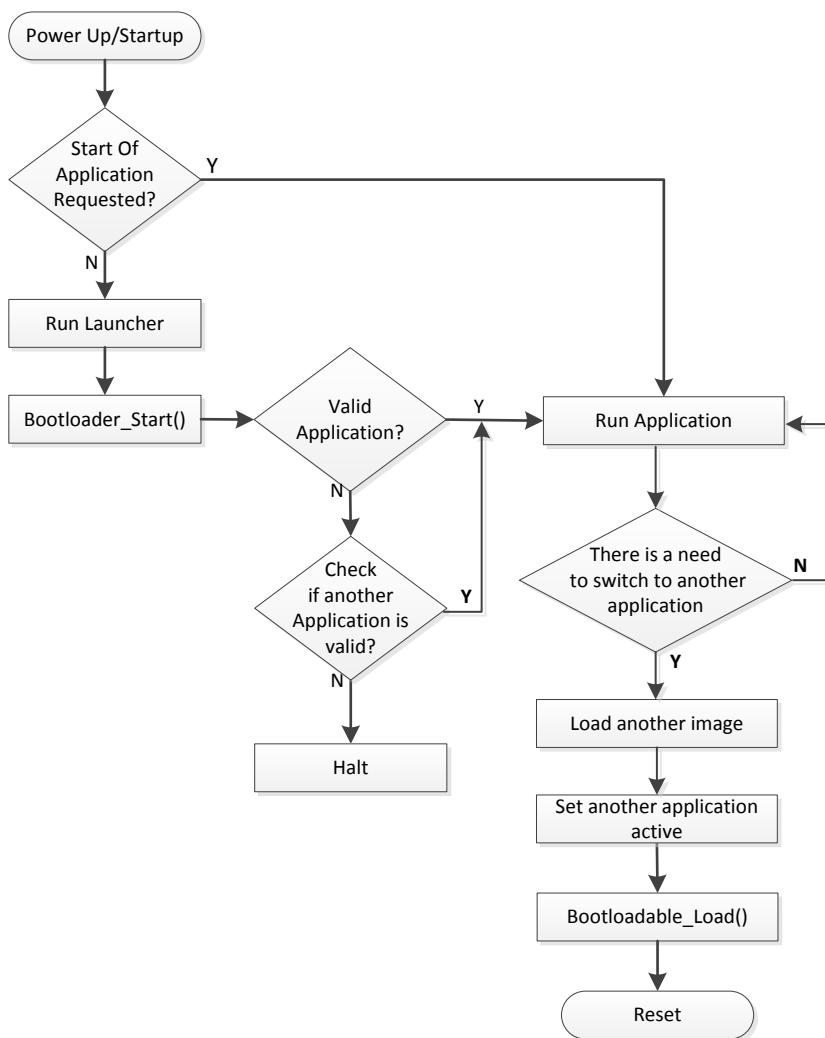 Power Up/Startup
Start Of
Application
Requested?
Y
N
Run Launcher
Bootloader_Start()
Valid
Application?
Y
N
Check
if another
Application is
valid?
Y
N
Halt
Run Application
There is a need
to switch to another
application
N
Y
Load another image
Set another application
active
Bootloadable_Load()
Reset